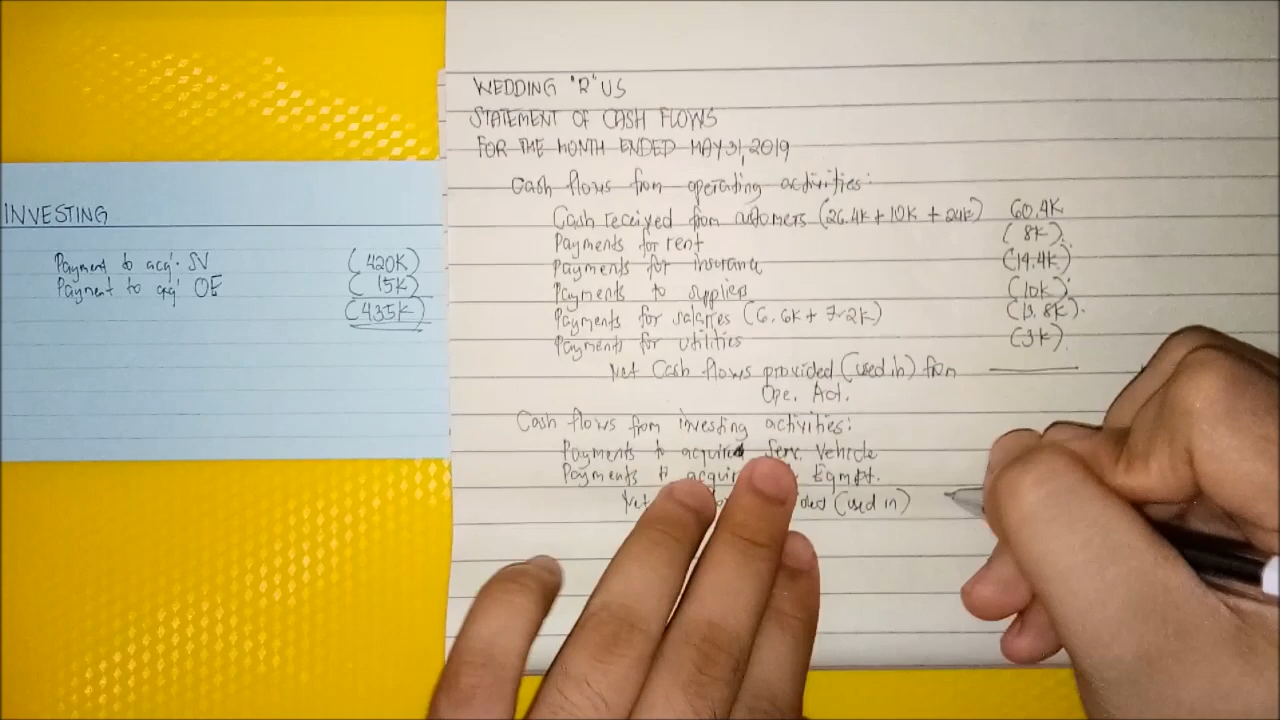 INVESTING
Payment to acq. SV (420K)
Payment to acq. OE (15K)
(435K)
WEDDING "R" US
STATEMENT OF CASH FLOWS
FOR THE MONTH ENDED MAY 31, 2019
Cash flows from operating activities:
Cash received from customers (26.4K + 10K + 24K) 60.4K
Payments for rent (8K)
Payments for insurance (14.4K)
Payments to suppliers (10K)
Payments for salaries (6.6K + 7.2K) (13.8K)
Payments for utilities (3K)
Net Cash flows provided (used in) from
Ope. Act.
Cash flows from investing activities:
Payments to acquire Serv. Vehicle
Payments to Eqmpt.
Net (used in)